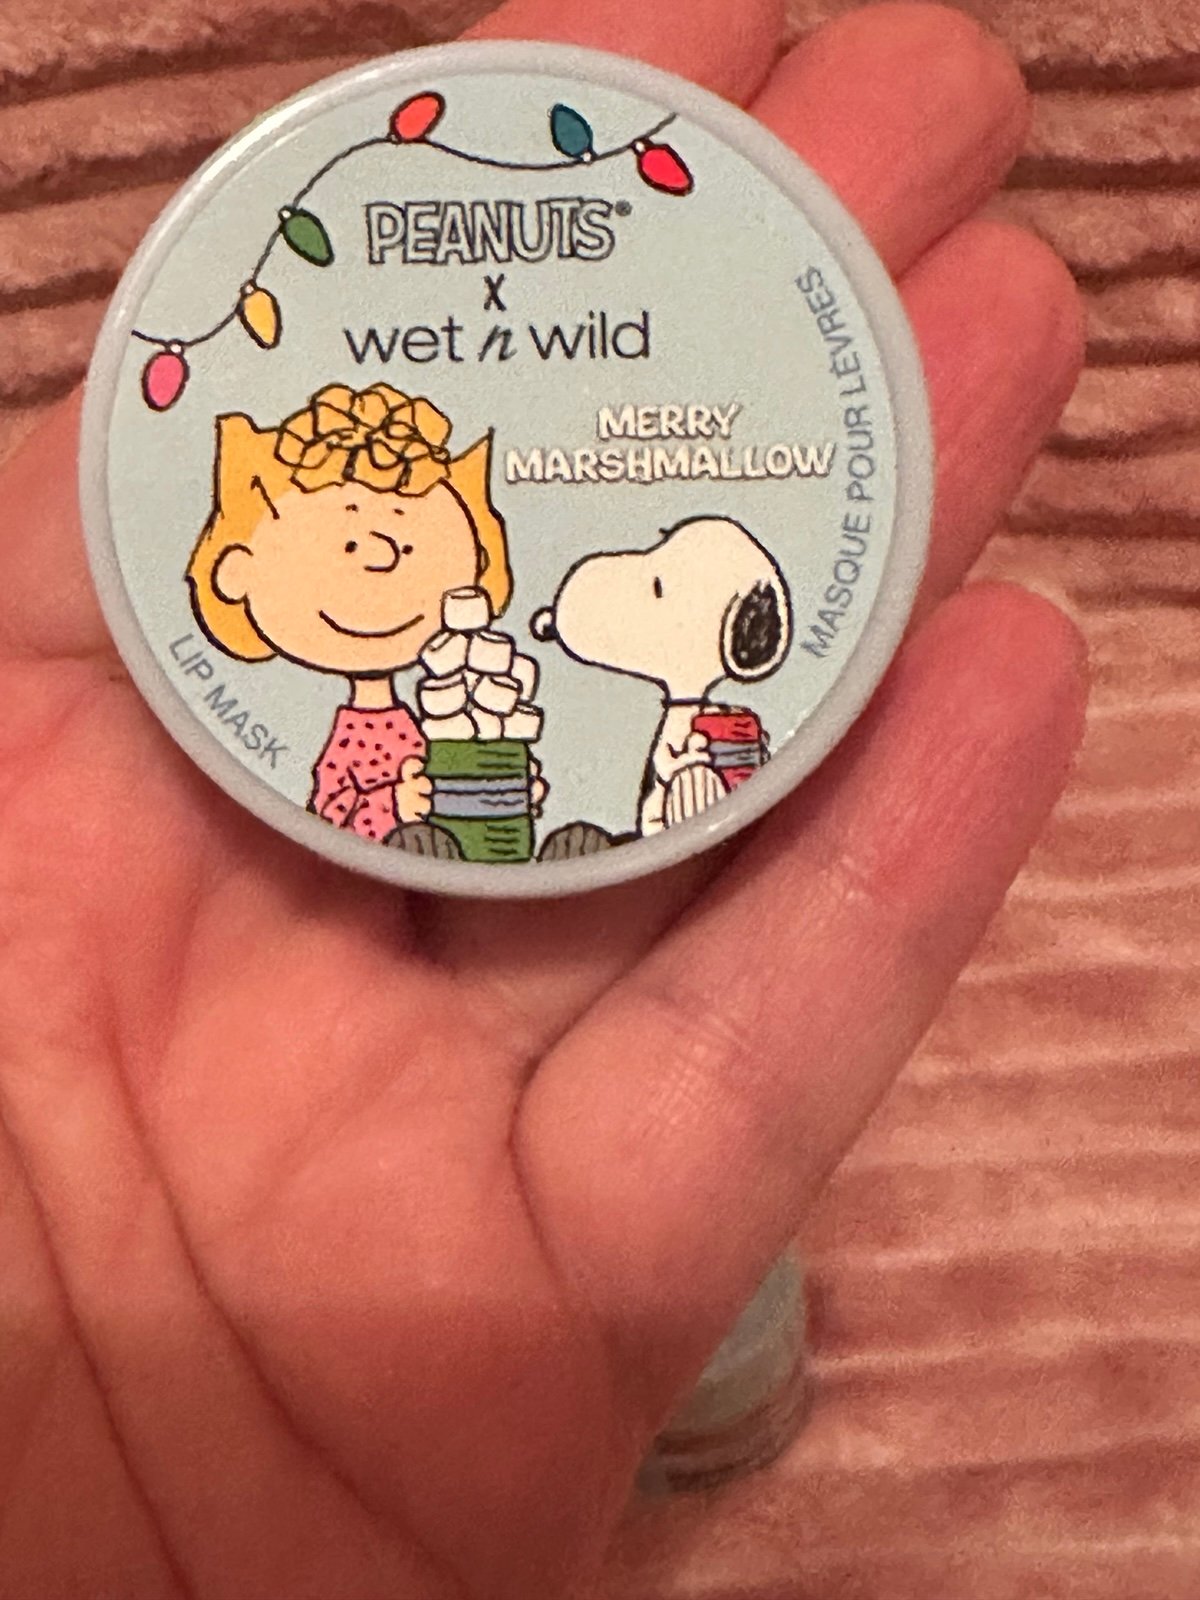 PEANUTS®
X
wet n wild
MERRY
MARSHMALLOW
LIP MASK
MASQUE POUR LÈVRES